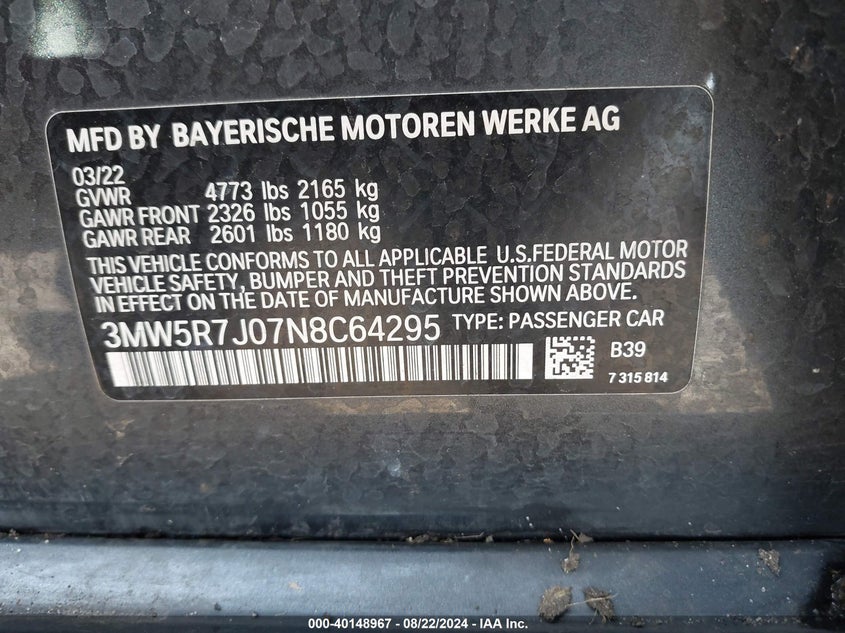 MFD BY BAYERISCHE MOTOREN WERKE AG
03/22
GVWR 4773 lbs 2165 kg
GAWR FRONT 2326 lbs 1055 kg
GAWR REAR 2601 lbs 1180 kg
THIS VEHICLE CONFORMS TO ALL APPLICABLE U.S.FEDERAL MOTOR
VEHICLE SAFETY, BUMPER AND THEFT PREVENTION STANDARDS
IN EFFECT ON THE DATE OF MANUFACTURE SHOWN ABOVE.
3MW5R7J07N8C64295 TYPE: PASSENGER CAR
B39
7 315 814
000-40148967 - 08/22/2024 - IAA Inc.